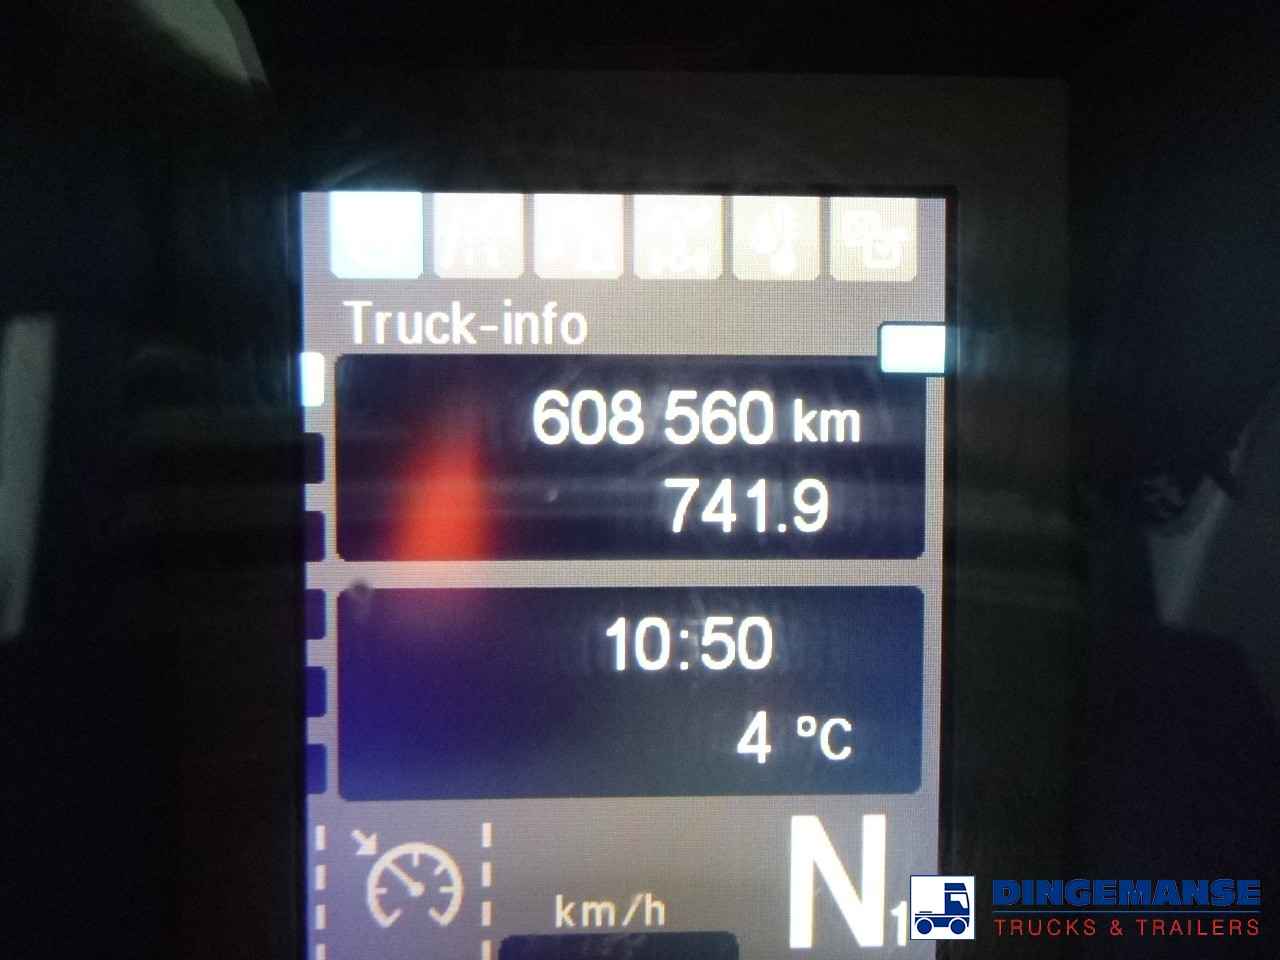 Truck-info
608 560 km
741.9
10:50
4 °C
N1
km/h
DINGEMANSE
TRUCKS & TRAILERS